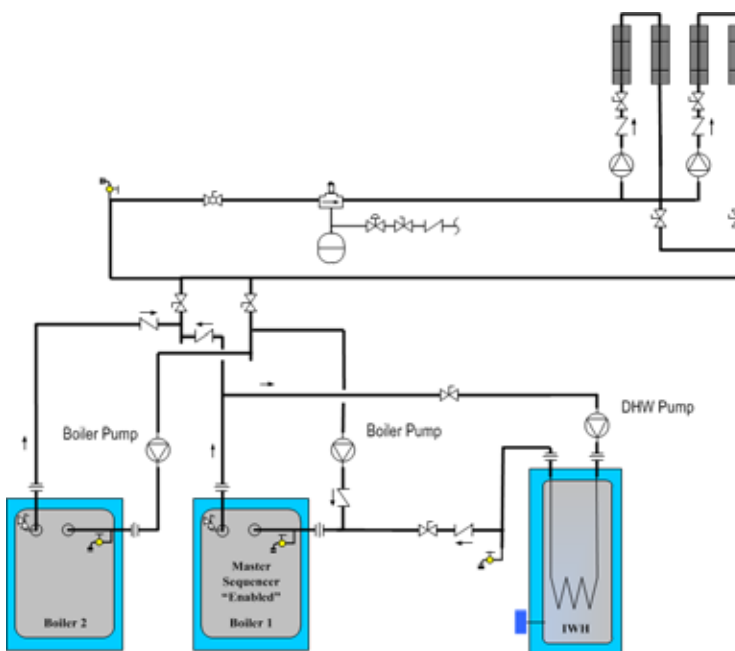 DHW Pump
Boiler Pump
Boiler Pump
Master
Sequencer
“Enabled”
Boiler 2
Boiler 1
IWH